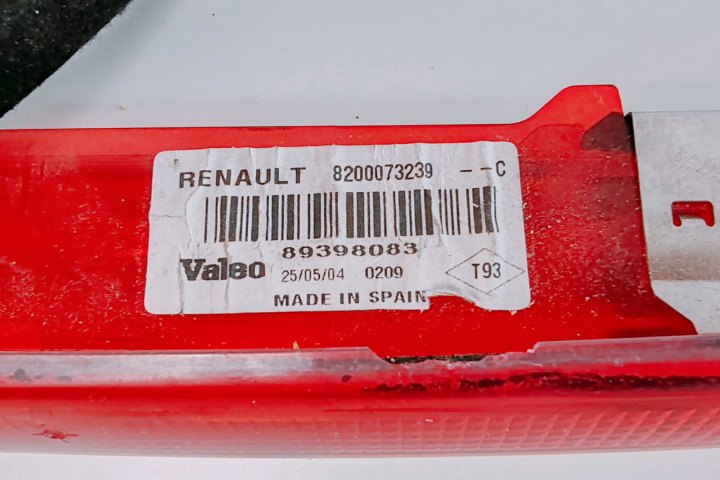 RENAULT 8200073239 --C
89398083
Valeo 25/05/04 0209 T93
MADE IN SPAIN